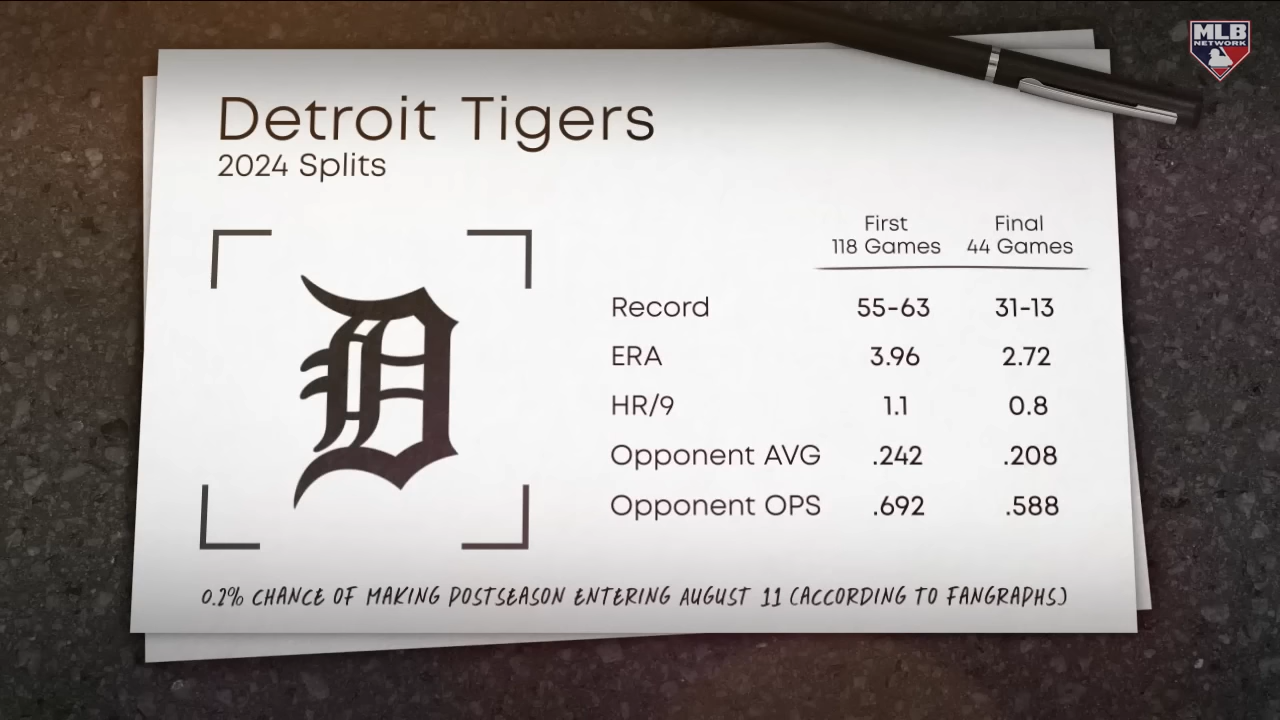 MLB
NETWORK
Detroit Tigers
2024 Splits
First Final
118 Games 44 Games
Record 55-63 31-13
ERA 3.96 2.72
HR/9 1.1 0.8
Opponent AVG .242 .208
Opponent OPS .692 .588
D
0.2% CHANCE OF MAKING POSTSEASON ENTERING AUGUST 11 (ACCORDING TO FANGRAPHS)